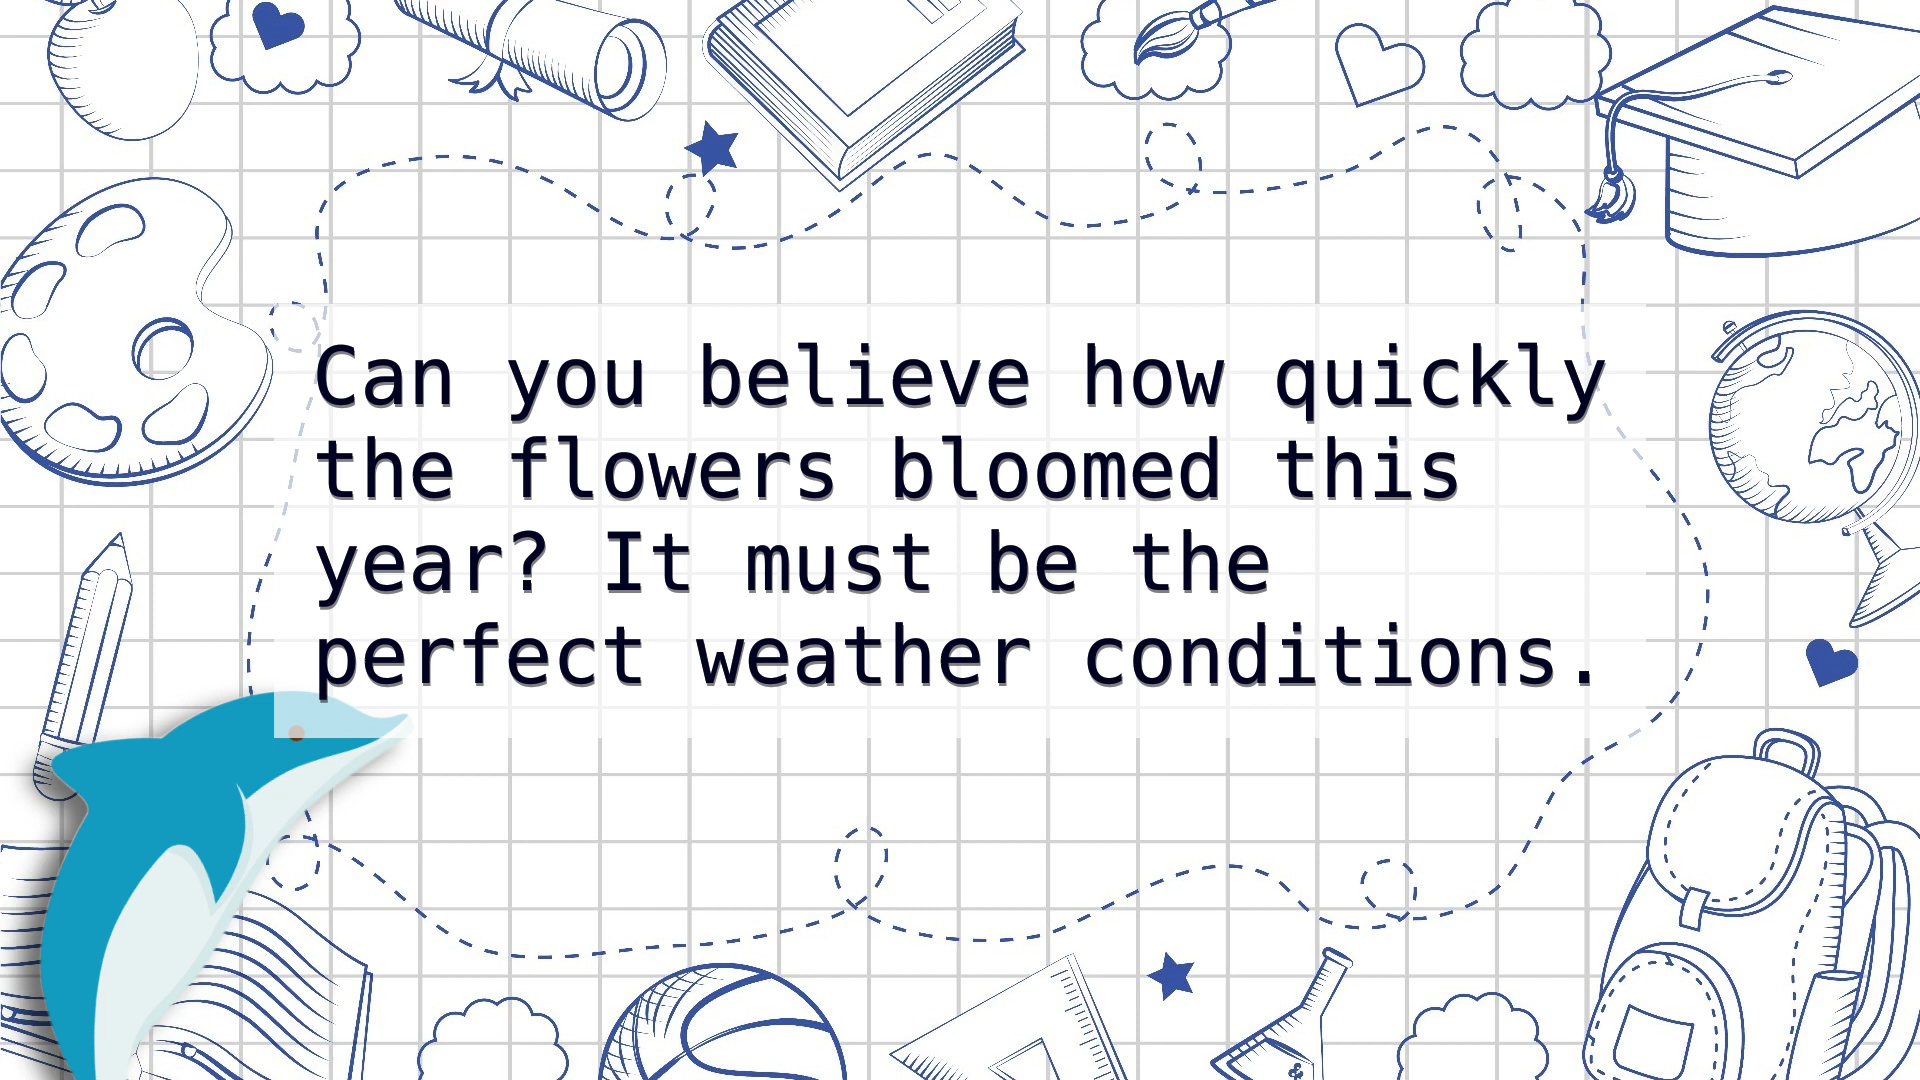 Can you believe how quickly
the flowers bloomed this
year? It must be the
perfect weather conditions.